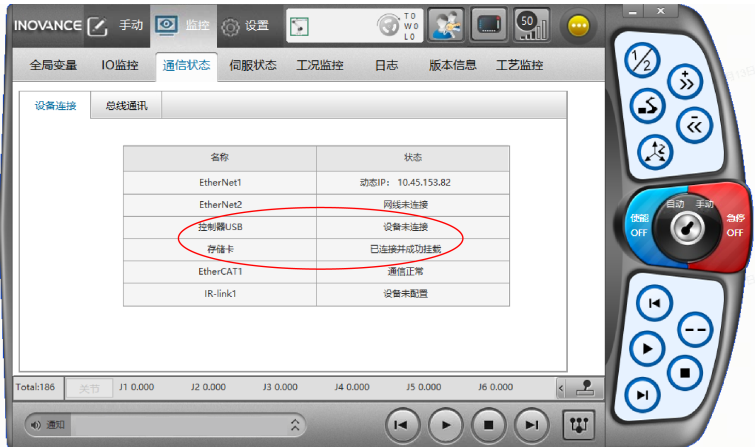 INOVANCE 手动 监控 设置 T 0 W 0 L 0 50
全局变量 IO监控 通信状态 伺服状态 工况监控 日志 版本信息 工艺监控
设备连接 总线通讯
名称 状态
EtherNet1 动态IP: 10.45.153.82
EtherNet2 网线未连接
控制器USB 设备未连接
存储卡 已连接并成功挂载
EtherCAT1 通信正常
IR-link1 设备未配置
Total:186 关节 J1 0.000 J2 0.000 J3 0.000 J4 0.000 J5 0.000 J6 0.000
通知
1/2
自动 手动
使能 OFF
急停 OFF